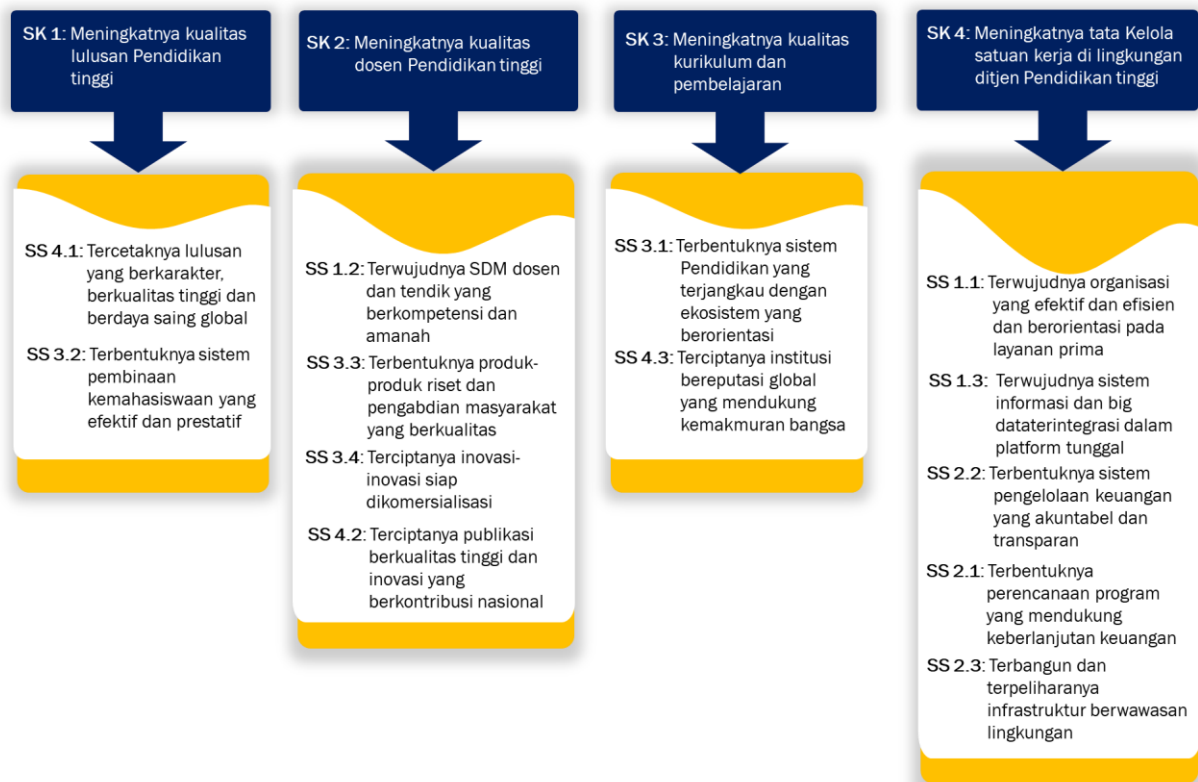 SK 1: Meningkatnya kualitas
lulusan Pendidikan
tinggi
SS 4.1: Tercetaknya lulusan
yang berkarakter,
berkualitas tinggi dan
berdaya saing global
SS 3.2: Terbentuknya sistem
pembinaan
kemahasiswaan yang
efektif dan prestatif
SK 2: Meningkatnya kualitas
dosen Pendidikan tinggi
SS 1.2: Terwujudnya SDM dosen
dan tendik yang
berkompetensi dan
amanah
SS 3.3: Terbentuknya produk-
produk riset dan
pengabdian masyarakat
yang berkualitas
SS 3.4: Terciptanya inovasi-
inovasi siap
dikomersialisasi
SS 4.2: Terciptanya publikasi
berkualitas tinggi dan
inovasi yang
berkontribusi nasional
SK 3: Meningkatnya kualitas
kurikulum dan
pembelajaran
SS 3.1: Terbentuknya sistem
Pendidikan yang
terjangkau dengan
ekosistem yang
berorientasi
SS 4.3: Terciptanya institusi
bereputasi global
yang mendukung
kemakmuran bangsa
SK 4: Meningkatnya tata Kelola
satuan kerja di lingkungan
ditjen Pendidikan tinggi
SS 1.1: Terwujudnya organisasi
yang efektif dan efisien
dan berorientasi pada
layanan prima
SS 1.3: Terwujudnya sistem
informasi dan big
dataterintegrasi dalam
platform tunggal
SS 2.2: Terbentuknya sistem
pengelolaan keuangan
yang akuntabel dan
transparan
SS 2.1: Terbentuknya
perencanaan program
yang mendukung
keberlanjutan keuangan
SS 2.3: Terbangun dan
terpeliharanya
infrastruktur berwawasan
lingkungan